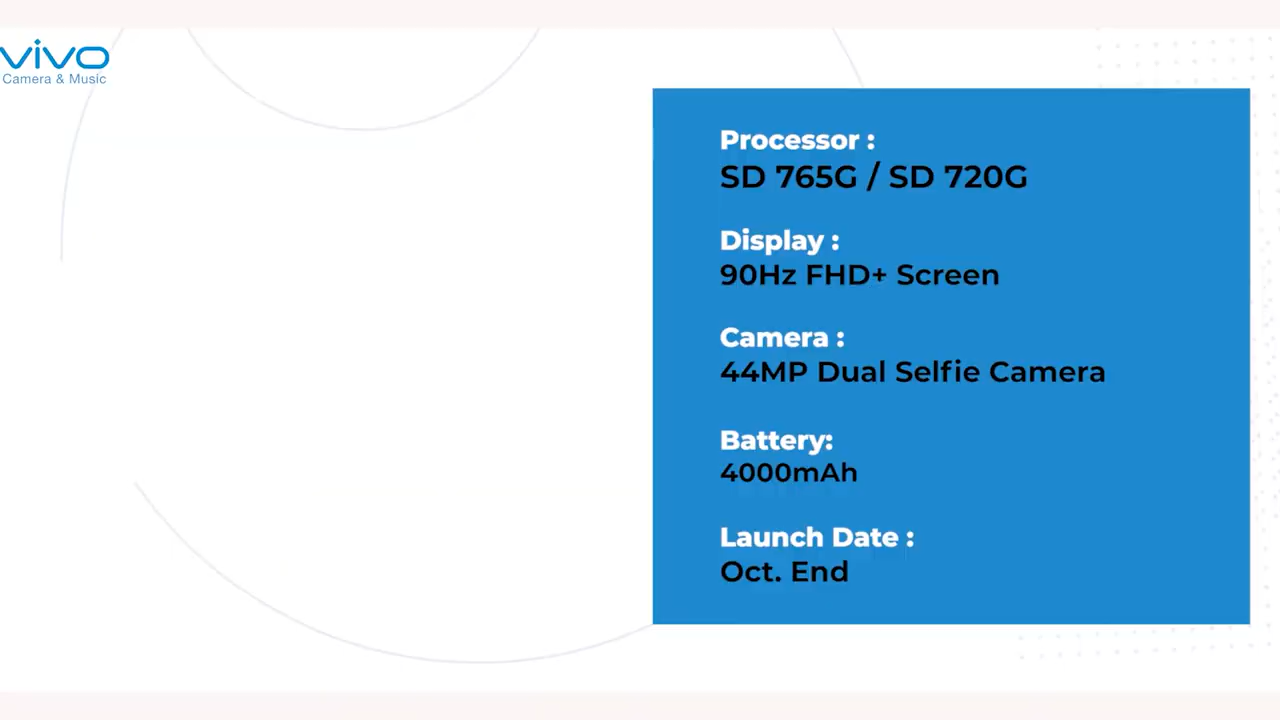 vivo
Camera & Music
Processor :
SD 765G / SD 720G
Display :
90Hz FHD+ Screen
Camera :
44MP Dual Selfie Camera
Battery:
4000mAh
Launch Date :
Oct. End